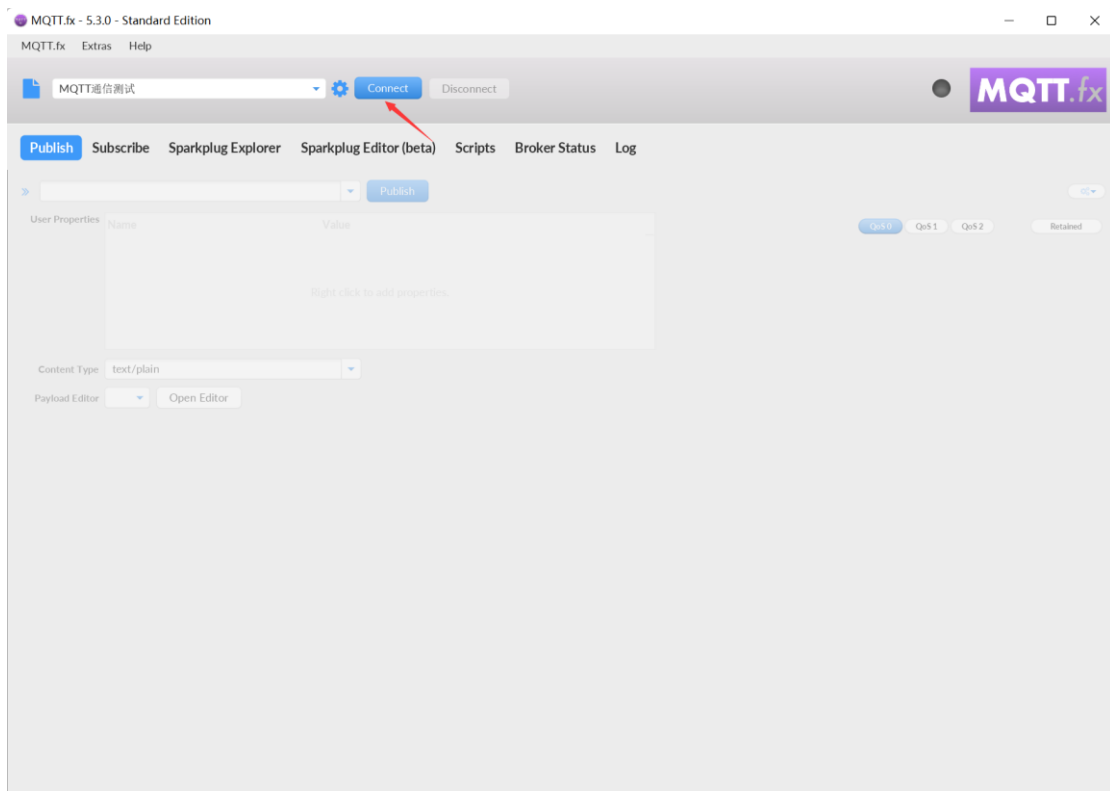 MQTT.fx - 5.3.0 - Standard Edition
MQTT.fx Extras Help
MQTT通信测试 Connect Disconnect MQTT.fx
Publish Subscribe Sparkplug Explorer Sparkplug Editor (beta) Scripts Broker Status Log
Publish
User Properties Name Value QoS 0 QoS 1 QoS 2 Retained
Right click to add properties
Content Type text/plain
Payload Editor Open Editor